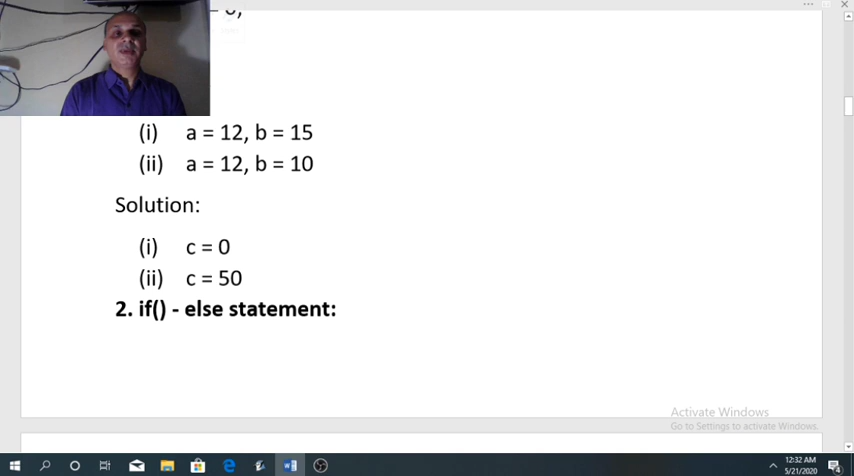 (i) a = 12, b = 15
(ii) a = 12, b = 10
Solution:
(i) c = 0
(ii) c = 50
2. if() - else statement:
Activate Windows
Go to Settings to activate Windows.
12:32 AM
5/21/2020